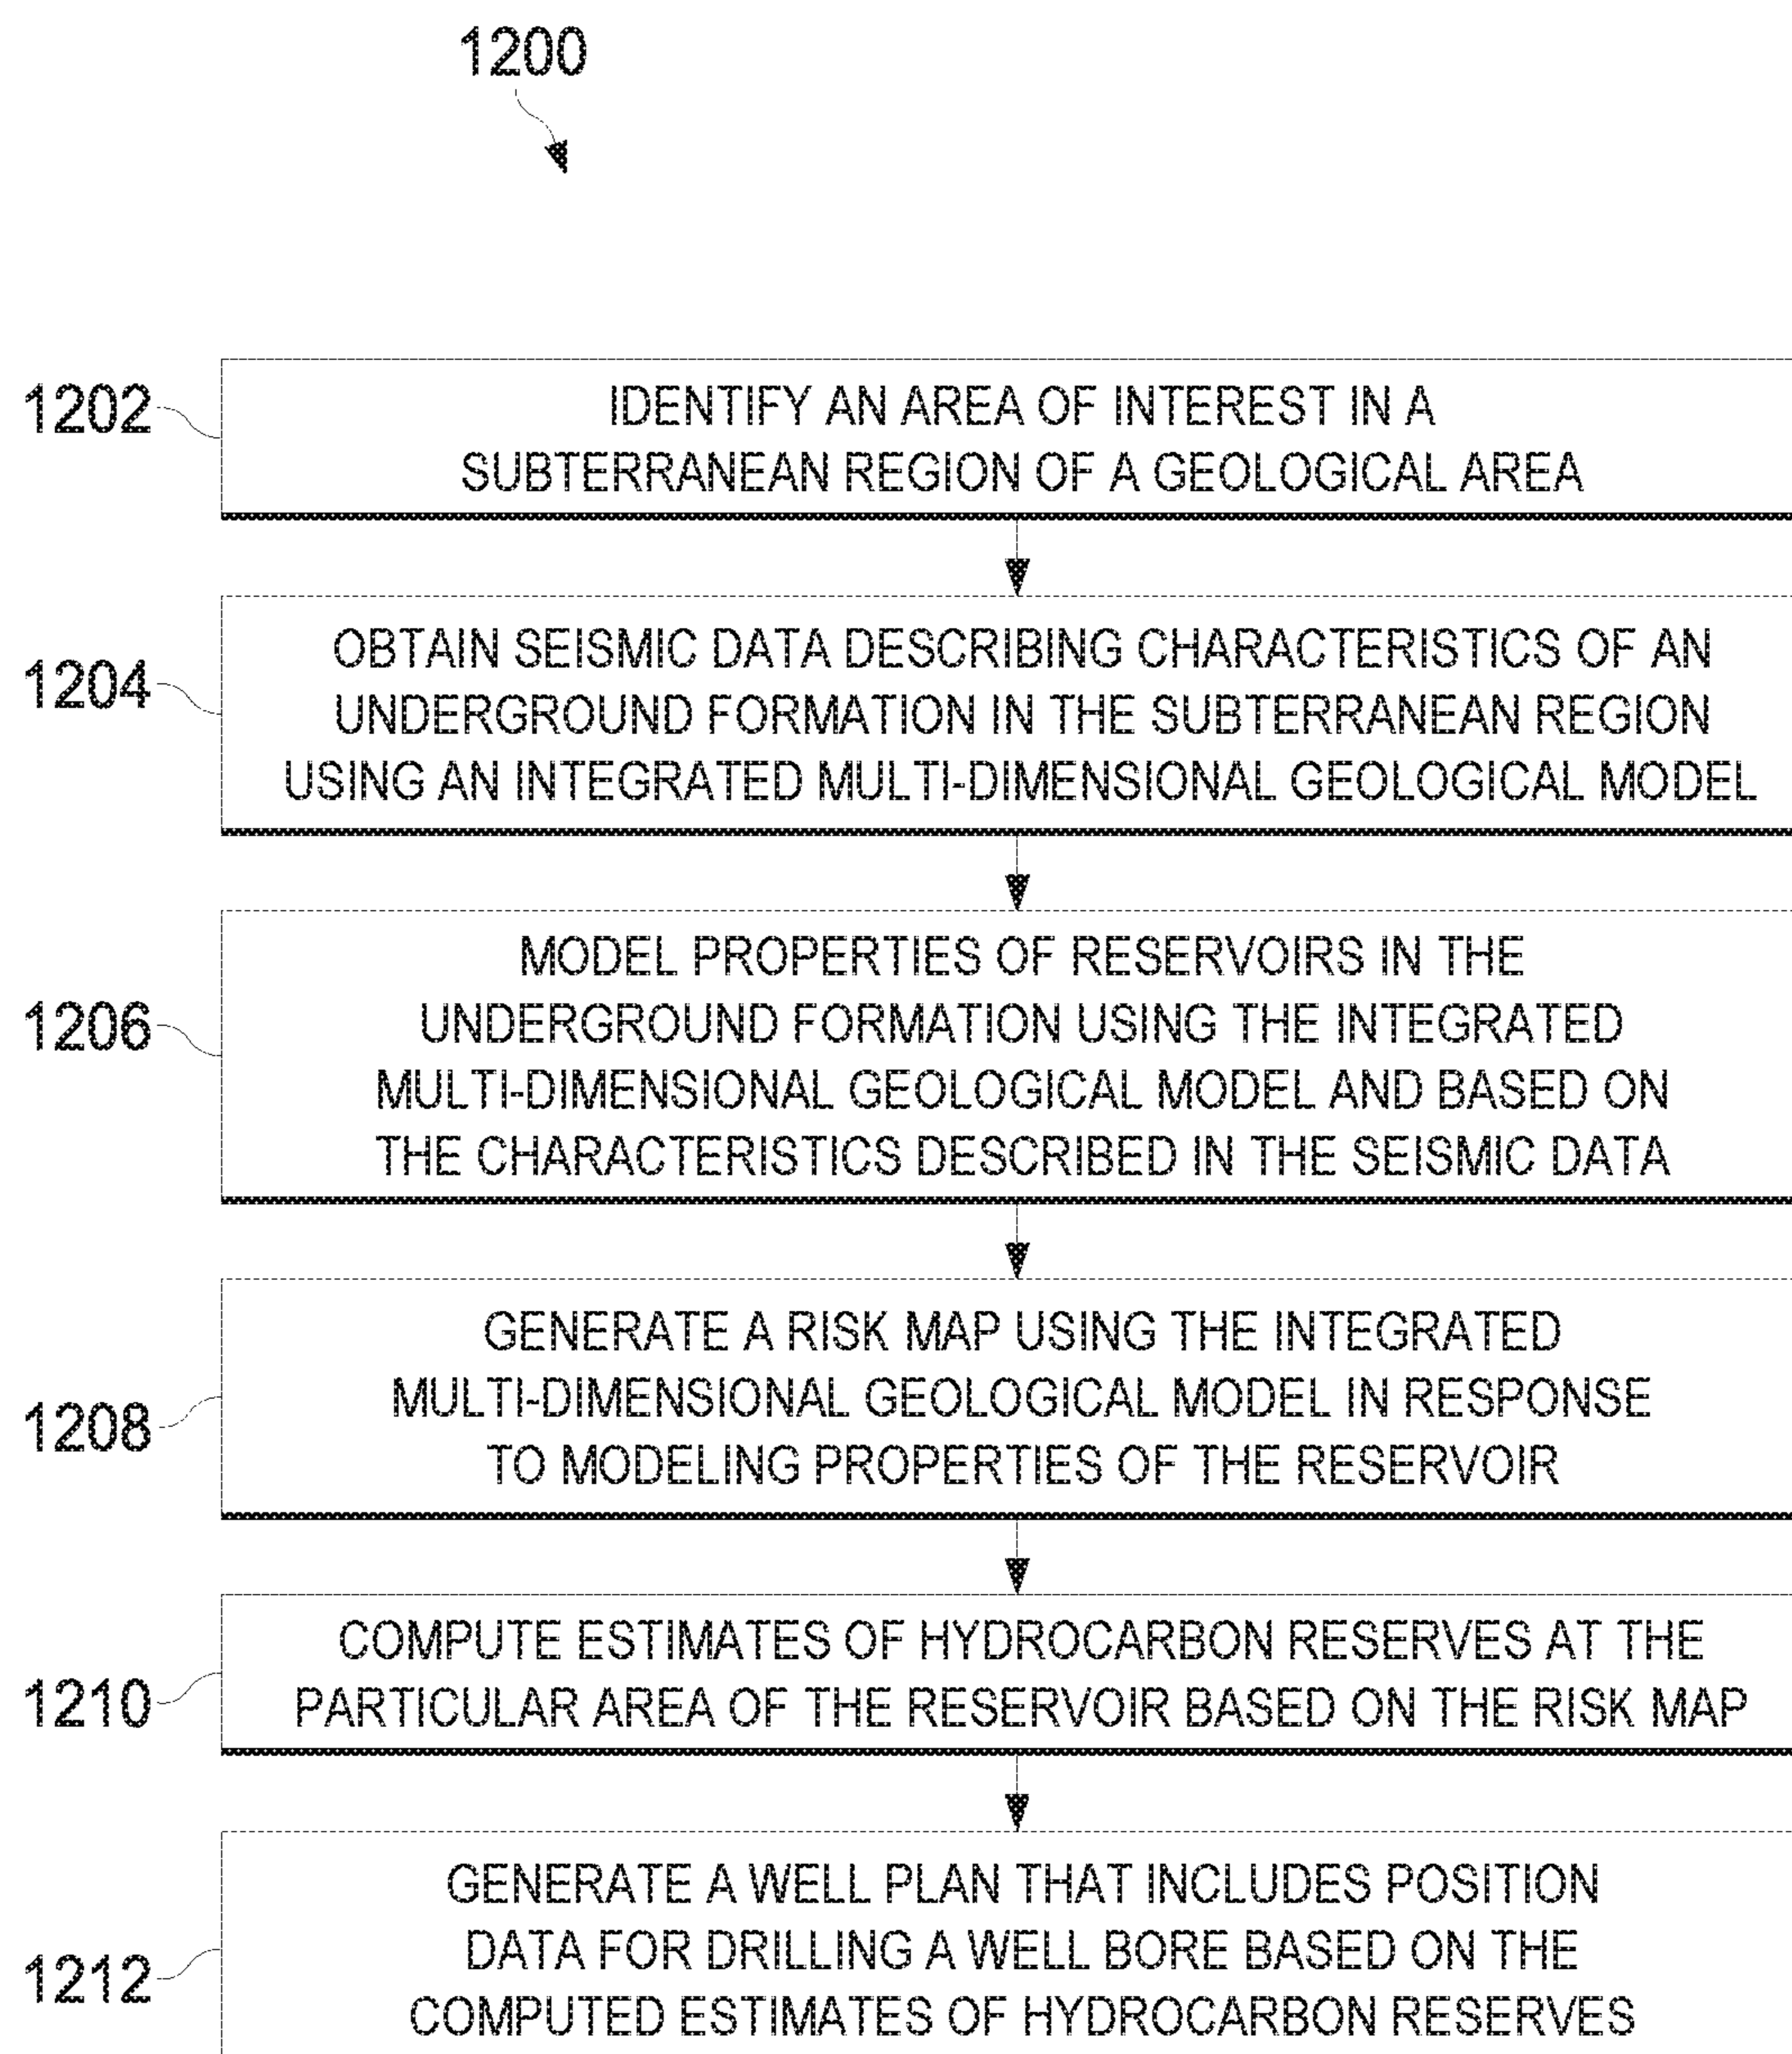 1200
1202
IDENTIFY AN AREA OF INTEREST IN A
SUBTERRANEAN REGION OF A GEOLOGICAL AREA
1204
OBTAIN SEISMIC DATA DESCRIBING CHARACTERISTICS OF AN
UNDERGROUND FORMATION IN THE SUBTERRANEAN REGION
USING AN INTEGRATED MULTI-DIMENSIONAL GEOLOGICAL MODEL
1206
MODEL PROPERTIES OF RESERVOIRS IN THE
UNDERGROUND FORMATION USING THE INTEGRATED
MULTI-DIMENSIONAL GEOLOGICAL MODEL AND BASED ON
THE CHARACTERISTICS DESCRIBED IN THE SEISMIC DATA
1208
GENERATE A RISK MAP USING THE INTEGRATED
MULTI-DIMENSIONAL GEOLOGICAL MODEL IN RESPONSE
TO MODELING PROPERTIES OF THE RESERVOIR
1210
COMPUTE ESTIMATES OF HYDROCARBON RESERVES AT THE
PARTICULAR AREA OF THE RESERVOIR BASED ON THE RISK MAP
1212
GENERATE A WELL PLAN THAT INCLUDES POSITION
DATA FOR DRILLING A WELL BORE BASED ON THE
COMPUTED ESTIMATES OF HYDROCARBON RESERVES